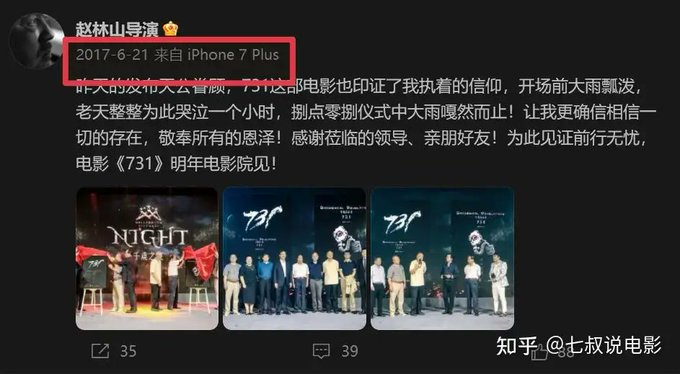 赵林山导演
2017-6-21 来自 iPhone 7 Plus
昨天的发布天公眷顾，731这部电影也印证了我执着的信仰，开场前大雨瓢泼，
老天整整为此哭泣一个小时，捌点零捌仪式中大雨嘎然而止！让我更确信相信一
切的存在，敬奉所有的恩泽！感谢莅临的领导、亲朋好友！为此见证前行无忧，
电影《731》明年电影院见！
NIGHT
千歳之
731
731
731
35
39
88
知乎 @七叔说电影